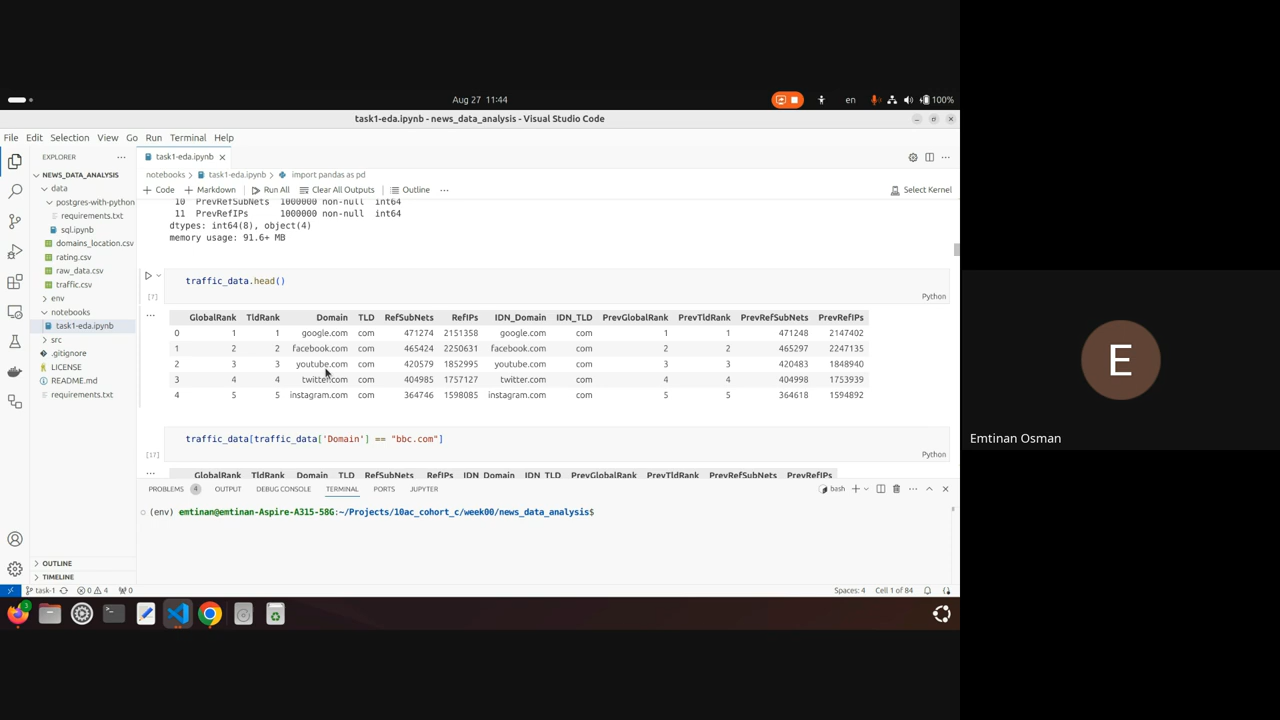 Aug 27 11:44
en
100%
task1-eda.ipynb - news_data_analysis - Visual Studio Code
File Edit Selection View Go Run Terminal Help
EXPLORER
task1-eda.ipynb
NEWS_DATA_ANALYSIS
data
postgres-with-python
requirements.txt
sql.ipynb
domains_location.csv
rating.csv
raw_data.csv
traffic.csv
env
notebooks
task1-eda.ipynb
src
.gitignore
LICENSE
README.md
requirements.txt
OUTLINE
TIMELINE
notebooks > task1-eda.ipynb > import pandas as pd
+ Code + Markdown Run All Clear All Outputs Outline ... Select Kernel
10 PrevRefSubNets 1000000 non-null int64
11 PrevRefIPs 1000000 non-null int64
dtypes: int64(8), object(4)
memory usage: 91.6+ MB
traffic_data.head()
[7] Python
GlobalRank TldRank Domain TLD RefSubNets RefIPs IDN_Domain IDN_TLD PrevGlobalRank PrevTldRank PrevRefSubNets PrevRefIPs
0 1 1 google.com com 471274 2151358 google.com com 1 1 471248 2147402
1 2 2 facebook.com com 465424 2250631 facebook.com com 2 2 465297 2247135
2 3 3 youtube.com com 420579 1852995 youtube.com com 3 3 420483 1848940
3 4 4 twitter.com com 404985 1757127 twitter.com com 4 4 404998 1753939
4 5 5 instagram.com com 364746 1598085 instagram.com com 5 5 364618 1594892
traffic_data[traffic_data['Domain'] == "bbc.com"]
[17] Python
GlobalRank TldRank Domain TLD RefSubNets RefIPs IDN_Domain IDN_TLD PrevGlobalRank PrevTldRank PrevRefSubNets PrevRefIPs
PROBLEMS 4 OUTPUT DEBUG CONSOLE TERMINAL PORTS JUPYTER bash
(env) emtinan@emtinan-Aspire-A315-58G:~/Projects/10ac_cohort_c/week00/news_data_analysis$
task-1 0 4 0 Spaces: 4 Cell 1 of 84
3
E
Emtinan Osman